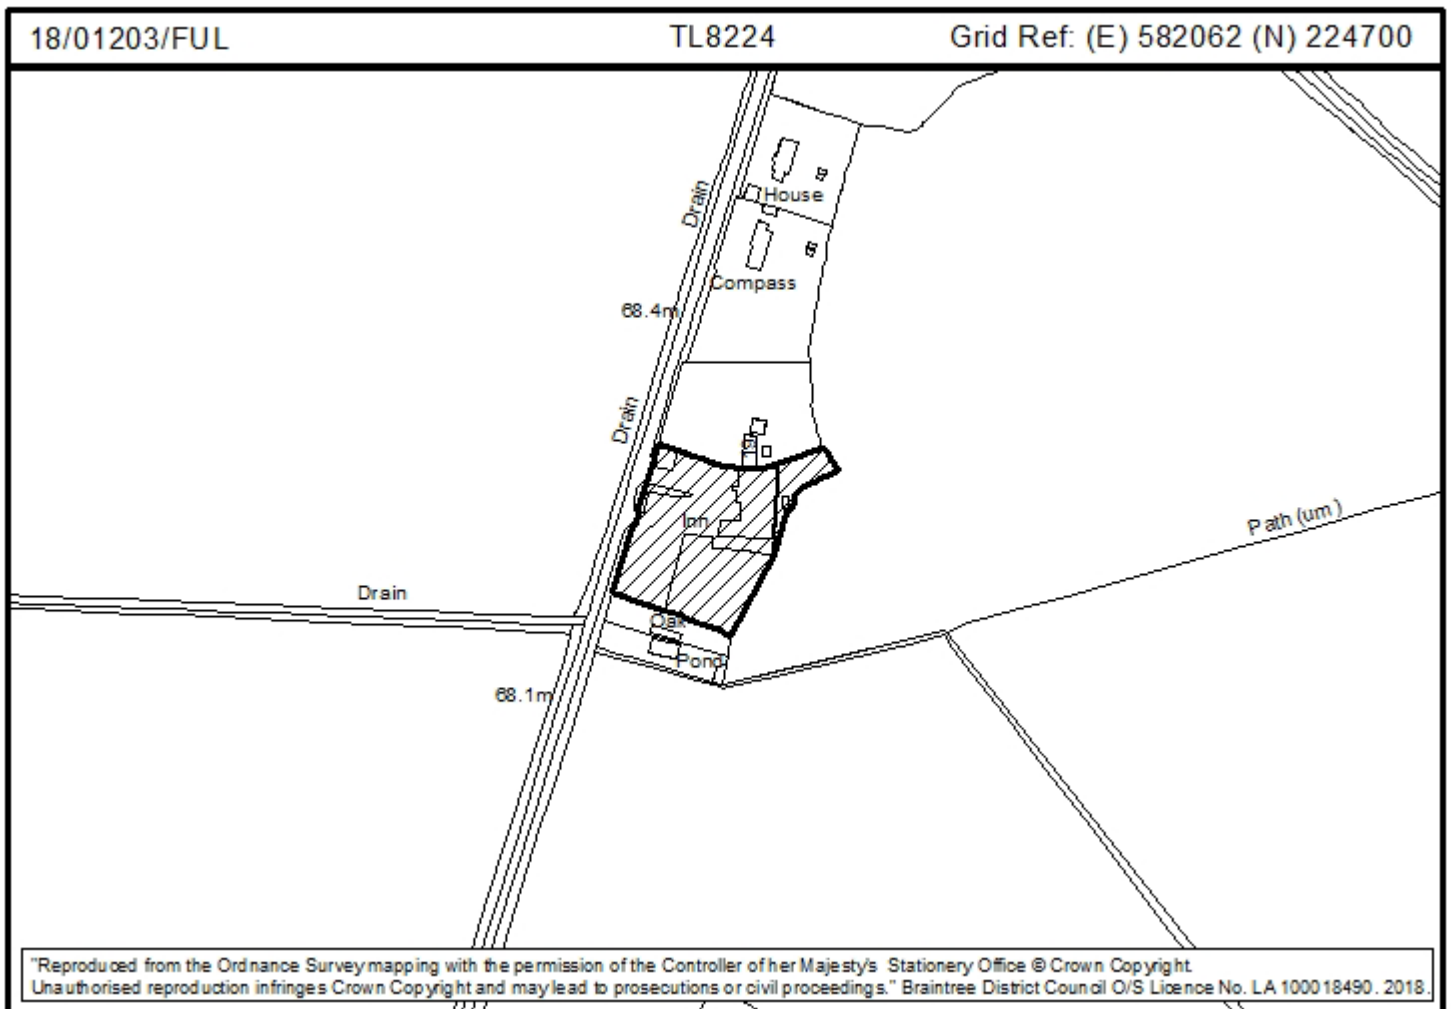 18/01203/FUL TL8224 Grid Ref: (E) 582062 (N) 224700
Drain
House
Compass
68.4m
Drain
Inn
Path (um)
Drain
Oak
Pond
68.1m
"Reproduced from the Ordnance Survey mapping with the permission of the Controller of her Majesty's Stationery Office © Crown Copyright.
Unauthorised reproduction infringes Crown Copyright and may lead to prosecutions or civil proceedings." Braintree District Council O/S Licence No. LA 100018490. 2018.